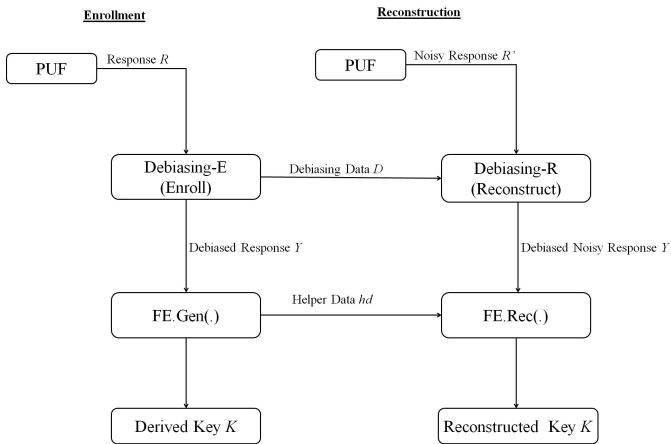 Enrollment
Reconstruction
PUF
Response R
PUF
Noisy Response R'
Debiasing-E
(Enroll)
Debiasing Data D
Debiasing-R
(Reconstruct)
Debiased Response Y
Debiased Noisy Response Y
FE.Gen(.)
Helper Data hd
FE.Rec(.)
Derived Key K
Reconstructed Key K